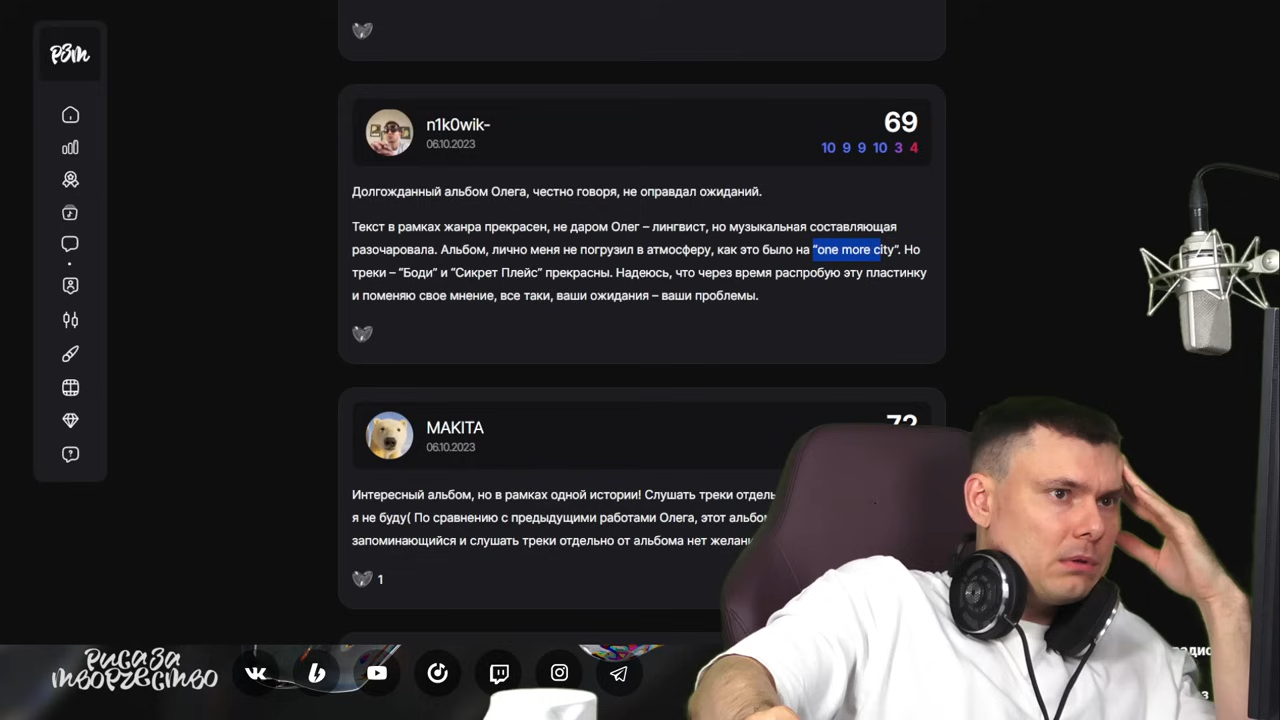 РЗТ
n1k0wik-
06.10.2023
69
10 9 9 10 3 4
Долгожданный альбом Олега, честно говоря, не оправдал ожиданий.
Текст в рамках жанра прекрасен, не даром Олег – лингвист, но музыкальная составляющая
разочаровала. Альбом, лично меня не погрузил в атмосферу, как это было на “one more city”. Но
треки – “Боди” и “Сикрет Плейс” прекрасны. Надеюсь, что через время распробую эту пластинку
и поменяю свое мнение, все таки, ваши ожидания – ваши проблемы.
MAKITA
06.10.2023
72
Интересный альбом, но в рамках одной истории! Слушать треки
я не буду( По сравнению с предыдущими работами Олега, этот
запоминающийся и слушать треки отдельно от альбома нет
1
РИСАЗА
ТВОРЧЕСТВО